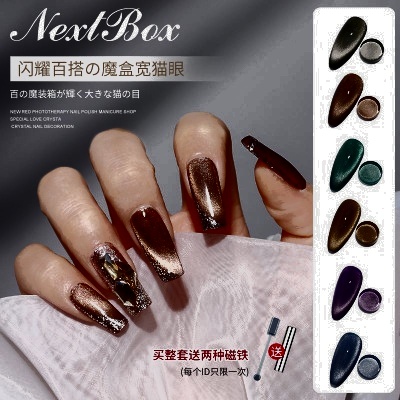 NextBox
闪耀百搭の魔盒宽猫眼
百の魔装箱が輝く大きな猫の目
NEW RED PHOTOTHERAPY NAIL POLISH MANICURE SHOP
SPECIAL LOVE CRYSTA
CRYSTAL NAIL DECORATION
买整套送两种磁铁
送
(每个ID只限一次)